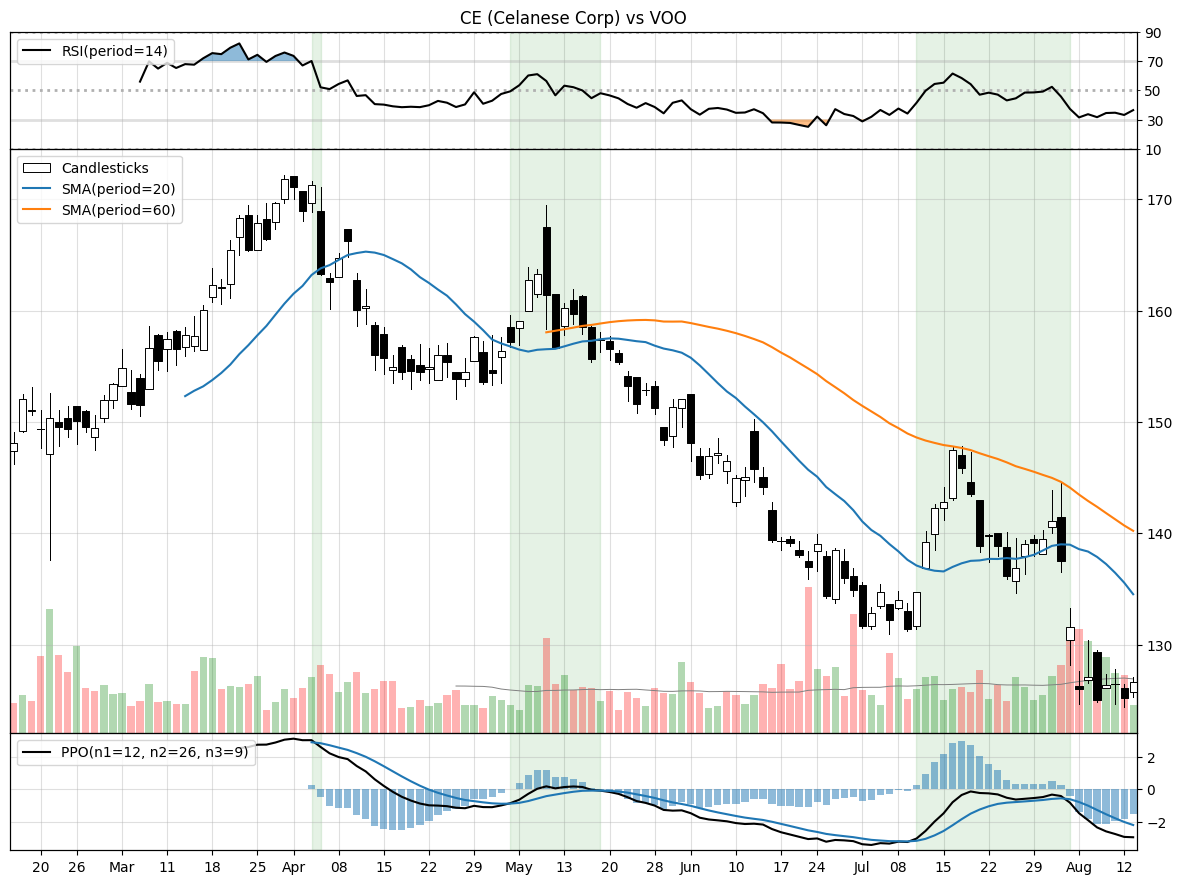 CE (Celanese Corp) vs VOO
RSI(period=14)
90
70
50
30
10
Candlesticks
SMA(period=20)
SMA(period=60)
170
160
150
140
130
PPO(n1=12, n2=26, n3=9)
2
0
−2
20 26 Mar 11 18 25 Apr 08 15 22 29 May 13 20 28 Jun 10 17 24 Jul 08 15 22 29 Aug 12